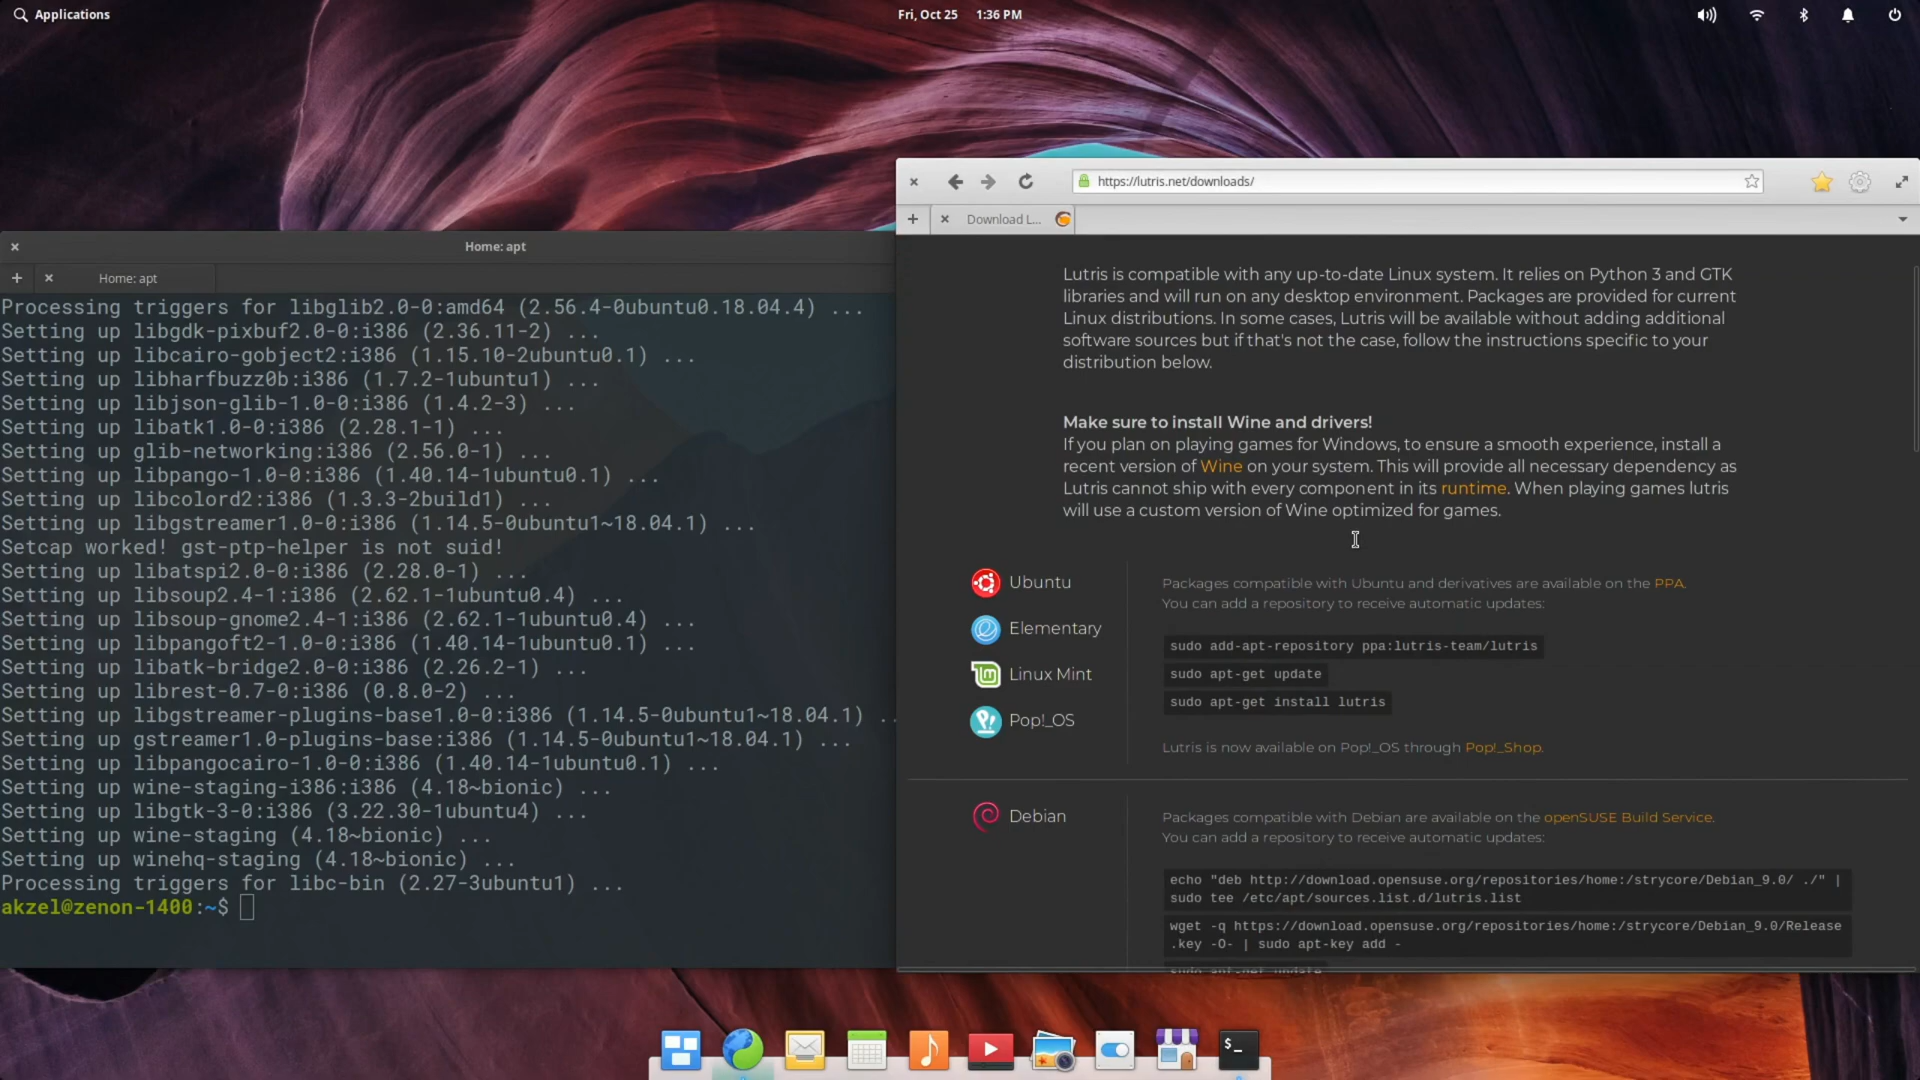 Applications
Fri, Oct 25 1:36 PM
https://lutris.net/downloads/
Download L...
Home: apt
Home: apt
Processing triggers for libglib2.0-0:amd64 (2.56.4-0ubuntu0.18.04.4) ...
Setting up libgdk-pixbuf2.0-0:i386 (2.36.11-2) ...
Setting up libcairo-gobject2:i386 (1.15.10-2ubuntu0.1) ...
Setting up libharfbuzz0b:i386 (1.7.2-1ubuntu1) ...
Setting up libjson-glib-1.0-0:i386 (1.4.2-3) ...
Setting up libatk1.0-0:i386 (2.28.1-1) ...
Setting up glib-networking:i386 (2.56.0-1) ...
Setting up libpango-1.0-0:i386 (1.40.14-1ubuntu0.1) ...
Setting up libcolord2:i386 (1.3.3-2build1) ...
Setting up libgstreamer1.0-0:i386 (1.14.5-0ubuntu1~18.04.1) ...
Setcap worked! gst-ptp-helper is not suid!
Setting up libatspi2.0-0:i386 (2.28.0-1) ...
Setting up libsoup2.4-1:i386 (2.62.1-1ubuntu0.4) ...
Setting up libsoup-gnome2.4-1:i386 (2.62.1-1ubuntu0.4) ...
Setting up libpangoft2-1.0-0:i386 (1.40.14-1ubuntu0.1) ...
Setting up libatk-bridge2.0-0:i386 (2.26.2-1) ...
Setting up librest-0.7-0:i386 (0.8.0-2) ...
Setting up libgstreamer-plugins-base1.0-0:i386 (1.14.5-0ubuntu1~18.04.1) ..
Setting up gstreamer1.0-plugins-base:i386 (1.14.5-0ubuntu1~18.04.1) ...
Setting up libpangocairo-1.0-0:i386 (1.40.14-1ubuntu0.1) ...
Setting up wine-staging-i386:i386 (4.18~bionic) ...
Setting up libgtk-3-0:i386 (3.22.30-1ubuntu4) ...
Setting up wine-staging (4.18~bionic) ...
Setting up winehq-staging (4.18~bionic) ...
Processing triggers for libc-bin (2.27-3ubuntu1) ...
akzel@zenon-1400:~$
Lutris is compatible with any up-to-date Linux system. It relies on Python 3 and GTK
libraries and will run on any desktop environment. Packages are provided for current
Linux distributions. In some cases, Lutris will be available without adding additional
software sources but if that's not the case, follow the instructions specific to your
distribution below.
Make sure to install Wine and drivers!
If you plan on playing games for Windows, to ensure a smooth experience, install a
recent version of Wine on your system. This will provide all necessary dependency as
Lutris cannot ship with every component in its runtime. When playing games lutris
will use a custom version of Wine optimized for games.
Ubuntu
Elementary
Linux Mint
Pop!_OS
Packages compatible with Ubuntu and derivatives are available on the PPA.
You can add a repository to receive automatic updates:
sudo add-apt-repository ppa:lutris-team/lutris
sudo apt-get update
sudo apt-get install lutris
Lutris is now available on Pop!_OS through Pop!_Shop.
Debian
Packages compatible with Debian are available on the openSUSE Build Service.
You can add a repository to receive automatic updates:
echo "deb http://download.opensuse.org/repositories/home:/strycore/Debian_9.0/ ./" |
sudo tee /etc/apt/sources.list.d/lutris.list
wget -q https://download.opensuse.org/repositories/home:/strycore/Debian_9.0/Release
.key -O- | sudo apt-key add -
sudo apt-get update
$_